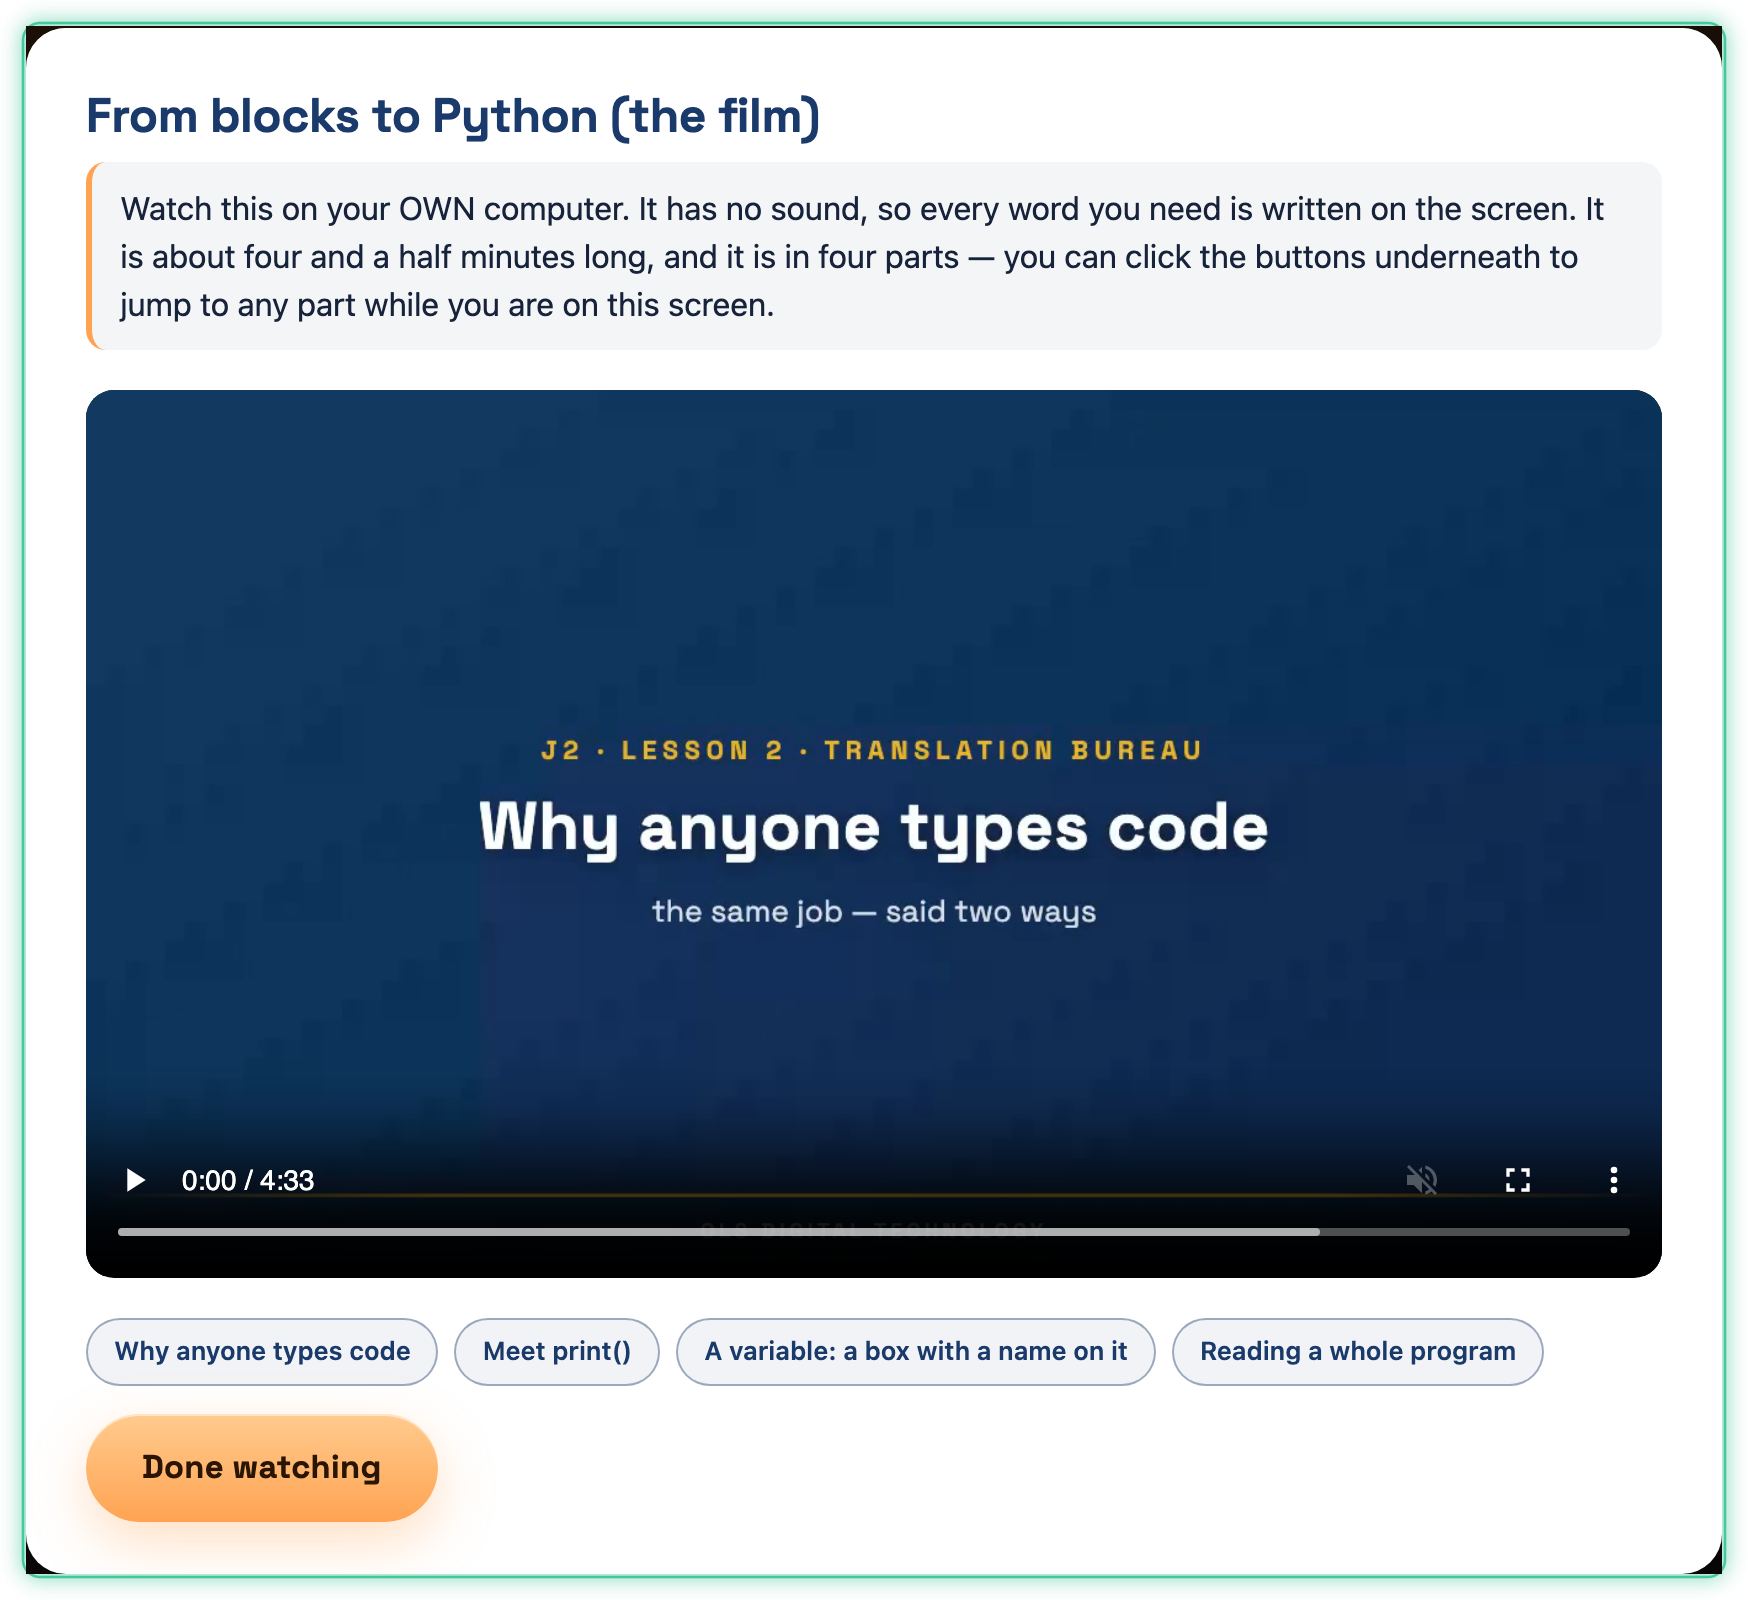 From blocks to Python (the film)
Watch this on your OWN computer. It has no sound, so every word you need is written on the screen. It
is about four and a half minutes long, and it is in four parts — you can click the buttons underneath to
jump to any part while you are on this screen.
J2 · LESSON 2 · TRANSLATION BUREAU
Why anyone types code
the same job — said two ways
0:00 / 4:33
OLS DIGITAL TECHNOLOGY
Why anyone types code
Meet print()
A variable: a box with a name on it
Reading a whole program
Done watching